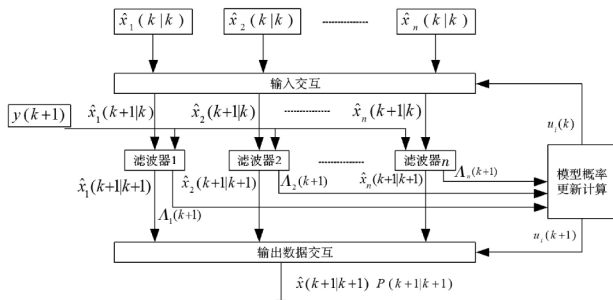 x̂₁(k|k)
x̂₂(k|k)
x̂ₙ(k|k)
输入交互
y(k+1)
x̂₁(k+1|k)
x̂₂(k+1|k)
x̂ₙ(k+1|k)
uᵢ(k)
滤波器1
滤波器2
滤波器n
模型概率
更新计算
x̂₁(k+1|k+1)
x̂₂(k+1|k+1)
x̂ₙ(k+1|k+1)
Λₙ(k+1)
Λ₂(k+1)
Λ₁(k+1)
uᵢ(k+1)
输出数据交互
x̂(k+1|k+1) P(k+1|k+1)